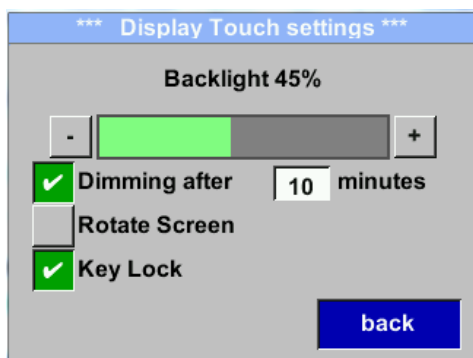 *** Display Touch settings ***
Backlight 45%
- +
Dimming after 10 minutes
Rotate Screen
Key Lock
back